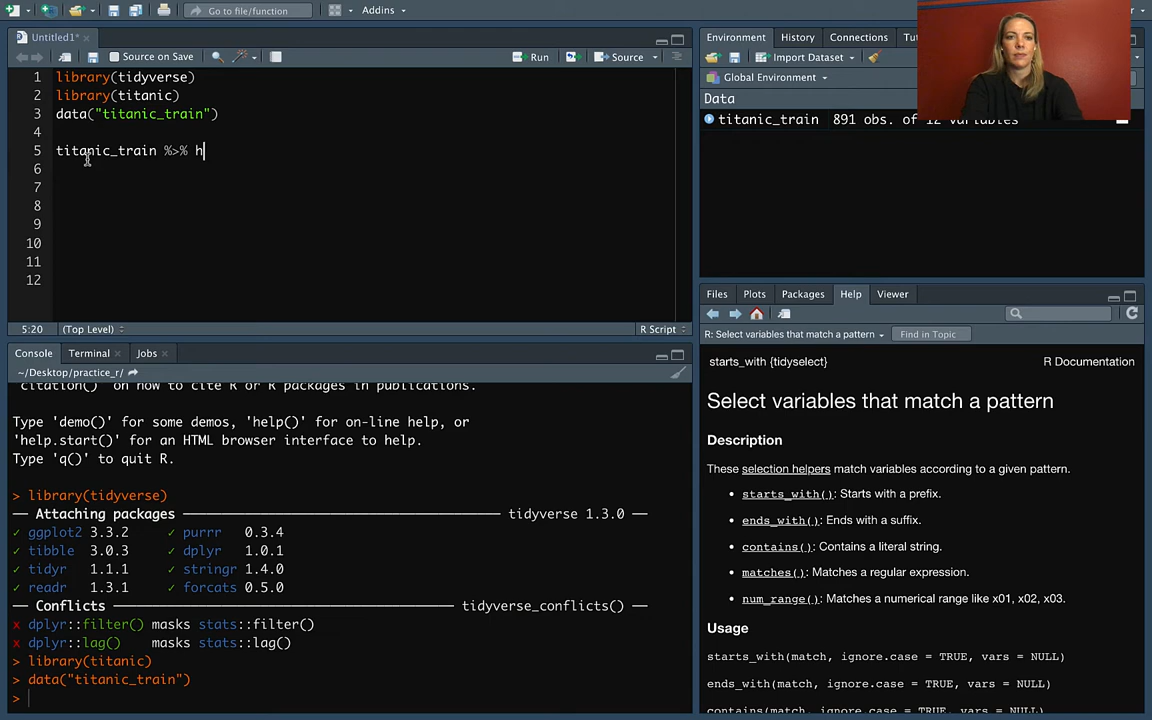 Go to file/function
Addins
Untitled1*
Source on Save
Run
Source
1 library(tidyverse)
2 library(titanic)
3 data("titanic_train")
4
5 titanic_train %>% h
6
7
8
9
10
11
12
5:20
(Top Level)
R Script
Console
Terminal
Jobs
~/Desktop/practice_r/
'citation()' on how to cite R or R packages in publications.
Type 'demo()' for some demos, 'help()' for on-line help, or
'help.start()' for an HTML browser interface to help.
Type 'q()' to quit R.
> library(tidyverse)
── Attaching packages ── tidyverse 1.3.0 ──
✓ ggplot2 3.3.2 ✓ purrr 0.3.4
✓ tibble 3.0.3 ✓ dplyr 1.0.1
✓ tidyr 1.1.1 ✓ stringr 1.4.0
✓ readr 1.3.1 ✓ forcats 0.5.0
── Conflicts ── tidyverse_conflicts() ──
x dplyr::filter() masks stats::filter()
x dplyr::lag() masks stats::lag()
> library(titanic)
> data("titanic_train")
>
Environment
History
Connections
Tu
Import Dataset
Global Environment
Data
titanic_train 891 obs. of 12 variables
Files
Plots
Packages
Help
Viewer
R: Select variables that match a pattern
Find in Topic
starts_with {tidyselect}
R Documentation
Select variables that match a pattern
Description
These selection helpers match variables according to a given pattern.
• starts_with(): Starts with a prefix.
• ends_with(): Ends with a suffix.
• contains(): Contains a literal string.
• matches(): Matches a regular expression.
• num_range(): Matches a numerical range like x01, x02, x03.
Usage
starts_with(match, ignore.case = TRUE, vars = NULL)
ends_with(match, ignore.case = TRUE, vars = NULL)
contains(match, ignore.case = TRUE, vars = NULL)